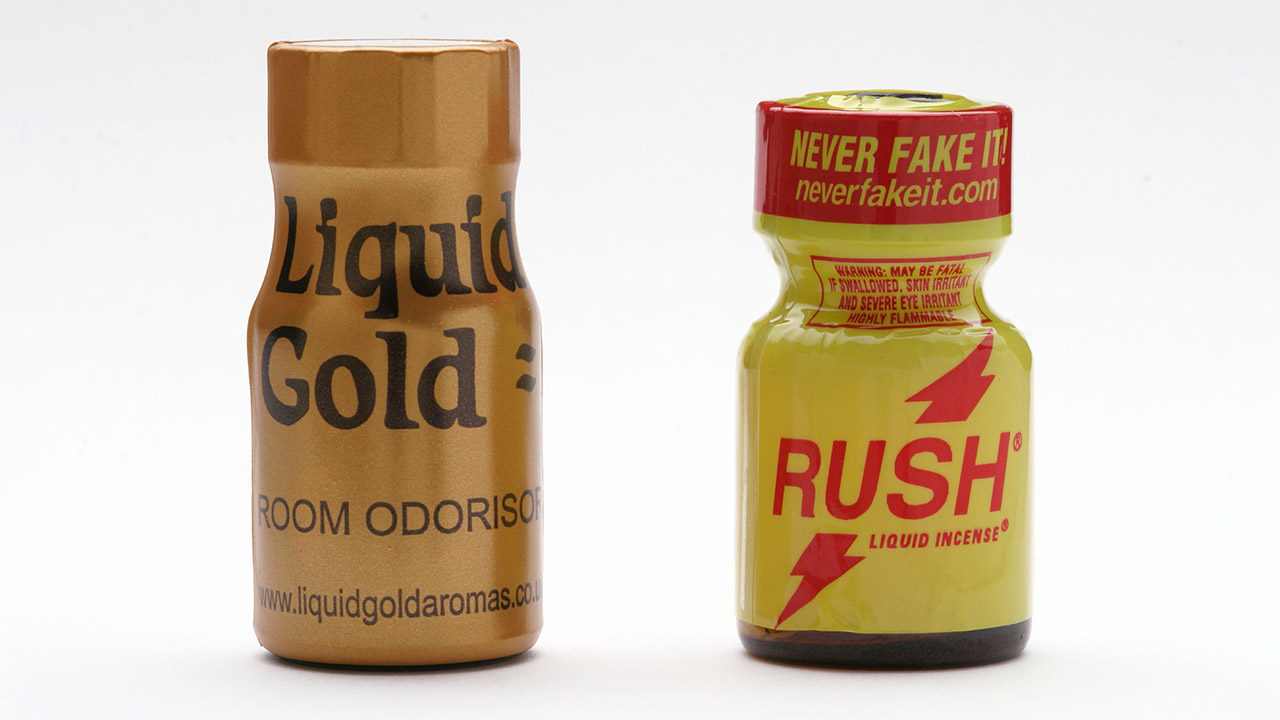 Liquid
Gold
ROOM ODORISOR
www.liquidgoldaromas.co.u
NEVER FAKE IT!
neverfakeit.com
WARNING: MAY BE FATAL
IF SWALLOWED. SKIN IRRITANT
AND SEVERE EYE IRRITANT
HIGHLY FLAMMABLE
RUSH®
LIQUID INCENSE®